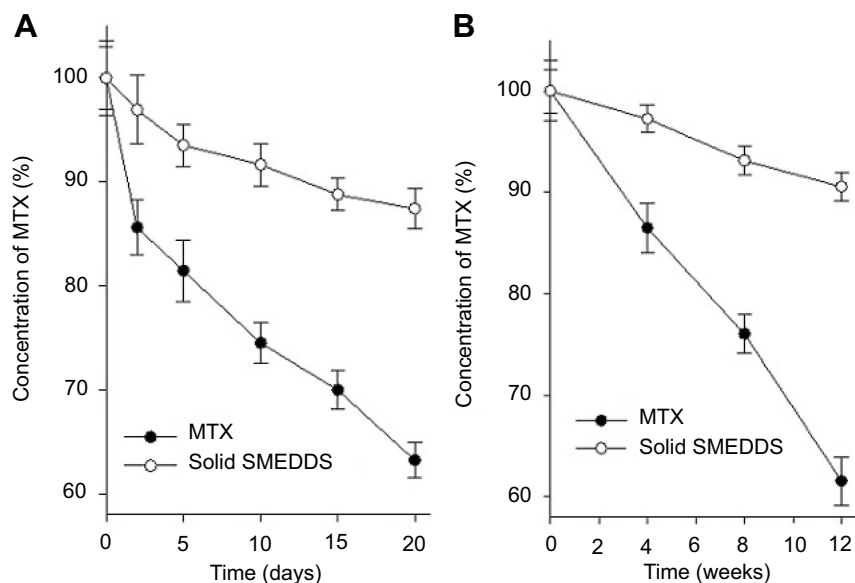 A
Concentration of MTX (%)
100
90
80
70
60
MTX
Solid SMEDDS
0 5 10 15 20
Time (days)
B
Concentration of MTX (%)
100
90
80
70
60
MTX
Solid SMEDDS
0 2 4 6 8 10 12
Time (weeks)